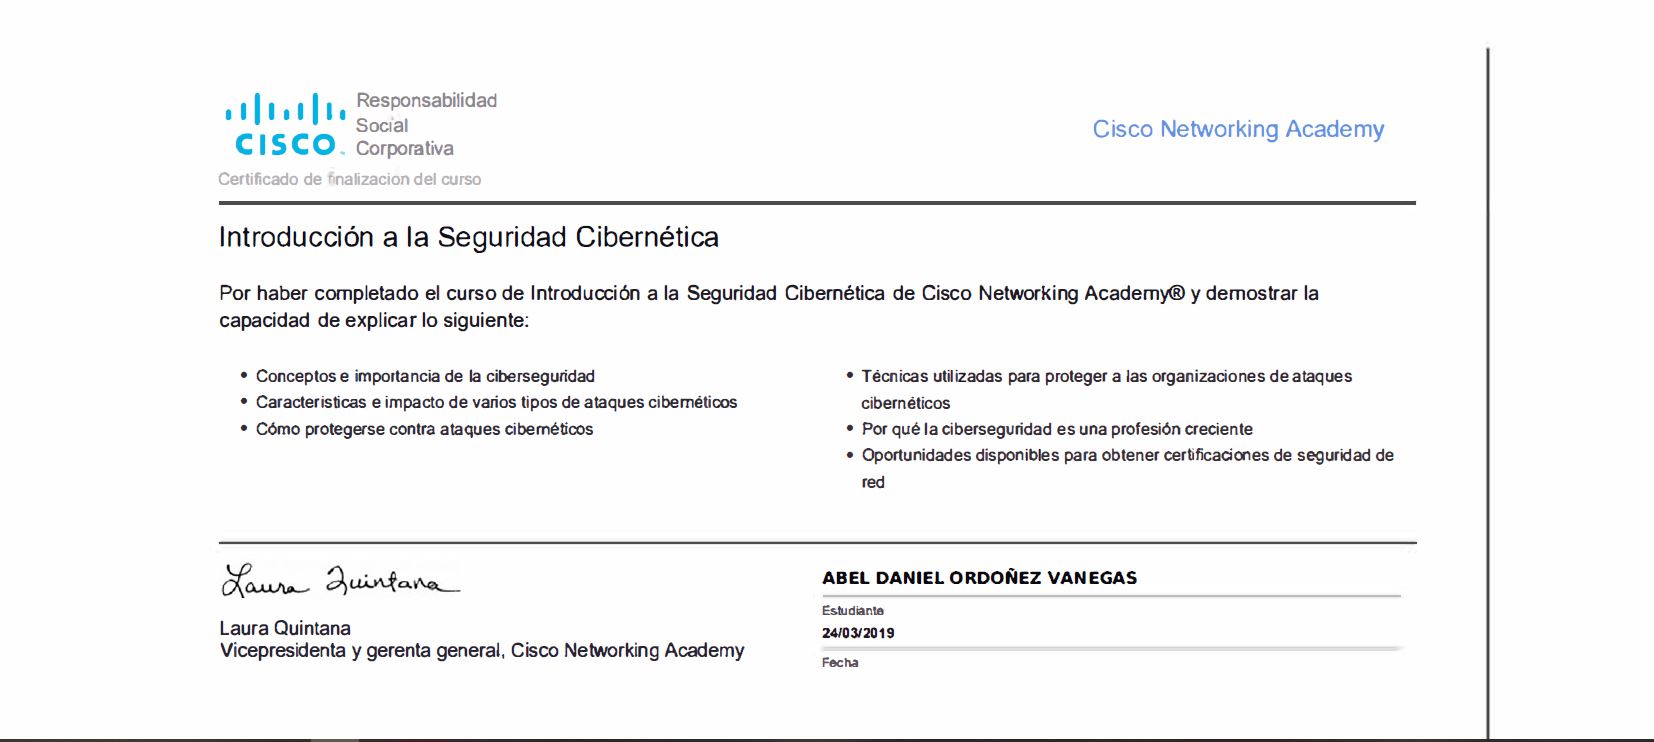 Responsabilidad
Social
CISCO Corporativa
Cisco Networking Academy
Certificado de finalizacion del curso
Introducción a la Seguridad Cibernética
Por haber completado el curso de Introducción a la Seguridad Cibernética de Cisco Networking Academy® y demostrar la
capacidad de explicar lo siguiente:
• Conceptos e importancia de la ciberseguridad
• Características e impacto de varios tipos de ataques cibernéticos
• Cómo protegerse contra ataques cibernéticos
• Técnicas utilizadas para proteger a las organizaciones de ataques
cibernéticos
• Por qué la ciberseguridad es una profesión creciente
• Oportunidades disponibles para obtener certificaciones de seguridad de
red
Laura Quintana
Laura Quintana
Vicepresidenta y gerenta general, Cisco Networking Academy
ABEL DANIEL ORDOÑEZ VANEGAS
Estudiante
24/03/2019
Fecha